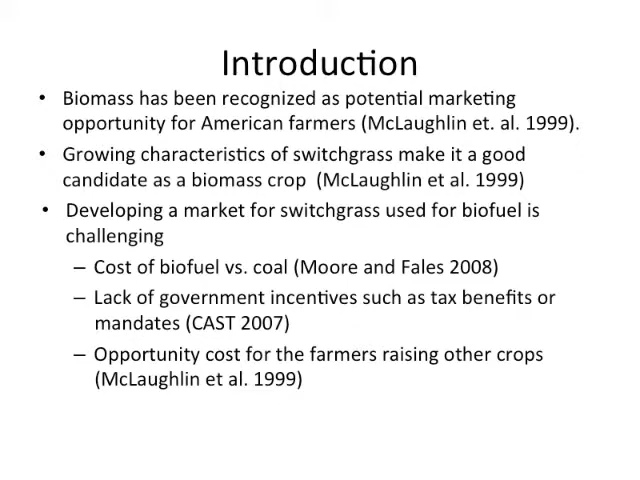 Introduction
• Biomass has been recognized as potential marketing
opportunity for American farmers (McLaughlin et. al. 1999).
• Growing characteristics of switchgrass make it a good
candidate as a biomass crop  (McLaughlin et al. 1999)
• Developing a market for switchgrass used for biofuel is
challenging
– Cost of biofuel vs. coal (Moore and Fales 2008)
– Lack of government incentives such as tax benefits or
mandates (CAST 2007)
– Opportunity cost for the farmers raising other crops
(McLaughlin et al. 1999)